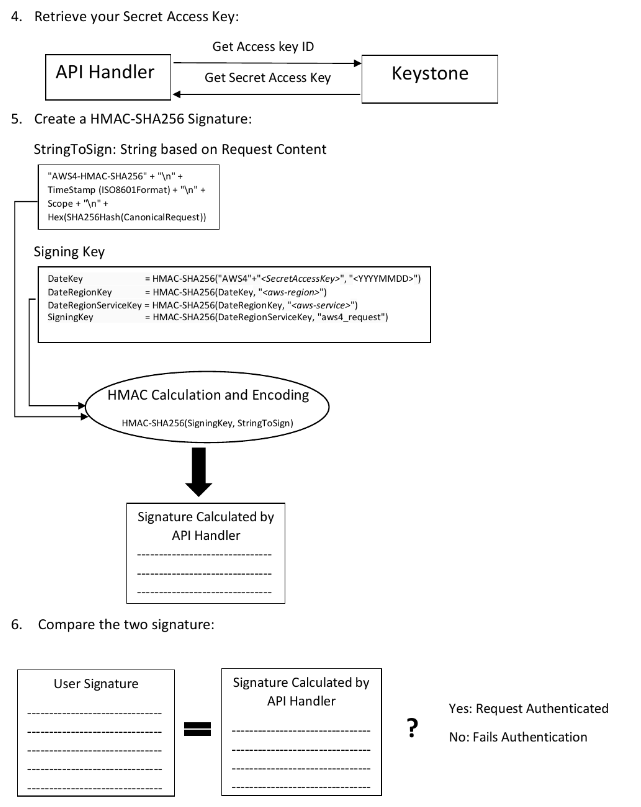 4. Retrieve your Secret Access Key:
Get Access key ID
API Handler
Keystone
Get Secret Access Key
5. Create a HMAC-SHA256 Signature:
StringToSign: String based on Request Content
"AWS4-HMAC-SHA256" + "\n" +
TimeStamp (ISO8601Format) + "\n" +
Scope + "\n" +
Hex(SHA256Hash(CanonicalRequest))
Signing Key
DateKey = HMAC-SHA256("AWS4"+"<SecretAccessKey>", "<YYYYMMDD>")
DateRegionKey = HMAC-SHA256(DateKey, "<aws-region>")
DateRegionServiceKey = HMAC-SHA256(DateRegionKey, "<aws-service>")
SigningKey = HMAC-SHA256(DateRegionServiceKey, "aws4_request")
HMAC Calculation and Encoding
HMAC-SHA256(SigningKey, StringToSign)
Signature Calculated by
API Handler
6. Compare the two signature:
User Signature
Signature Calculated by
API Handler
=
?
Yes: Request Authenticated
No: Fails Authentication